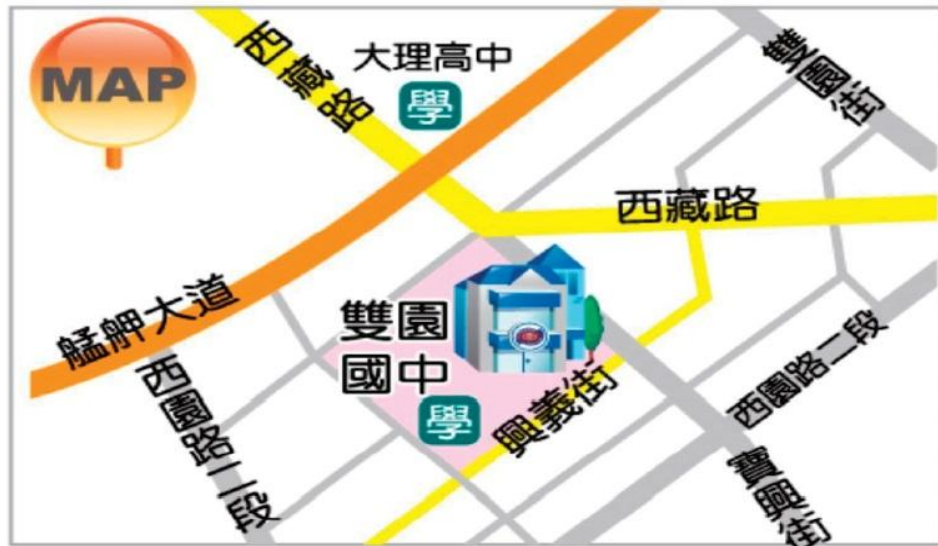 MAP
西藏路
大理高中
學
雙園街
西藏路
艋舺大道
雙園
國中
學
興義街
西園路二段
西園路二段
寶興街